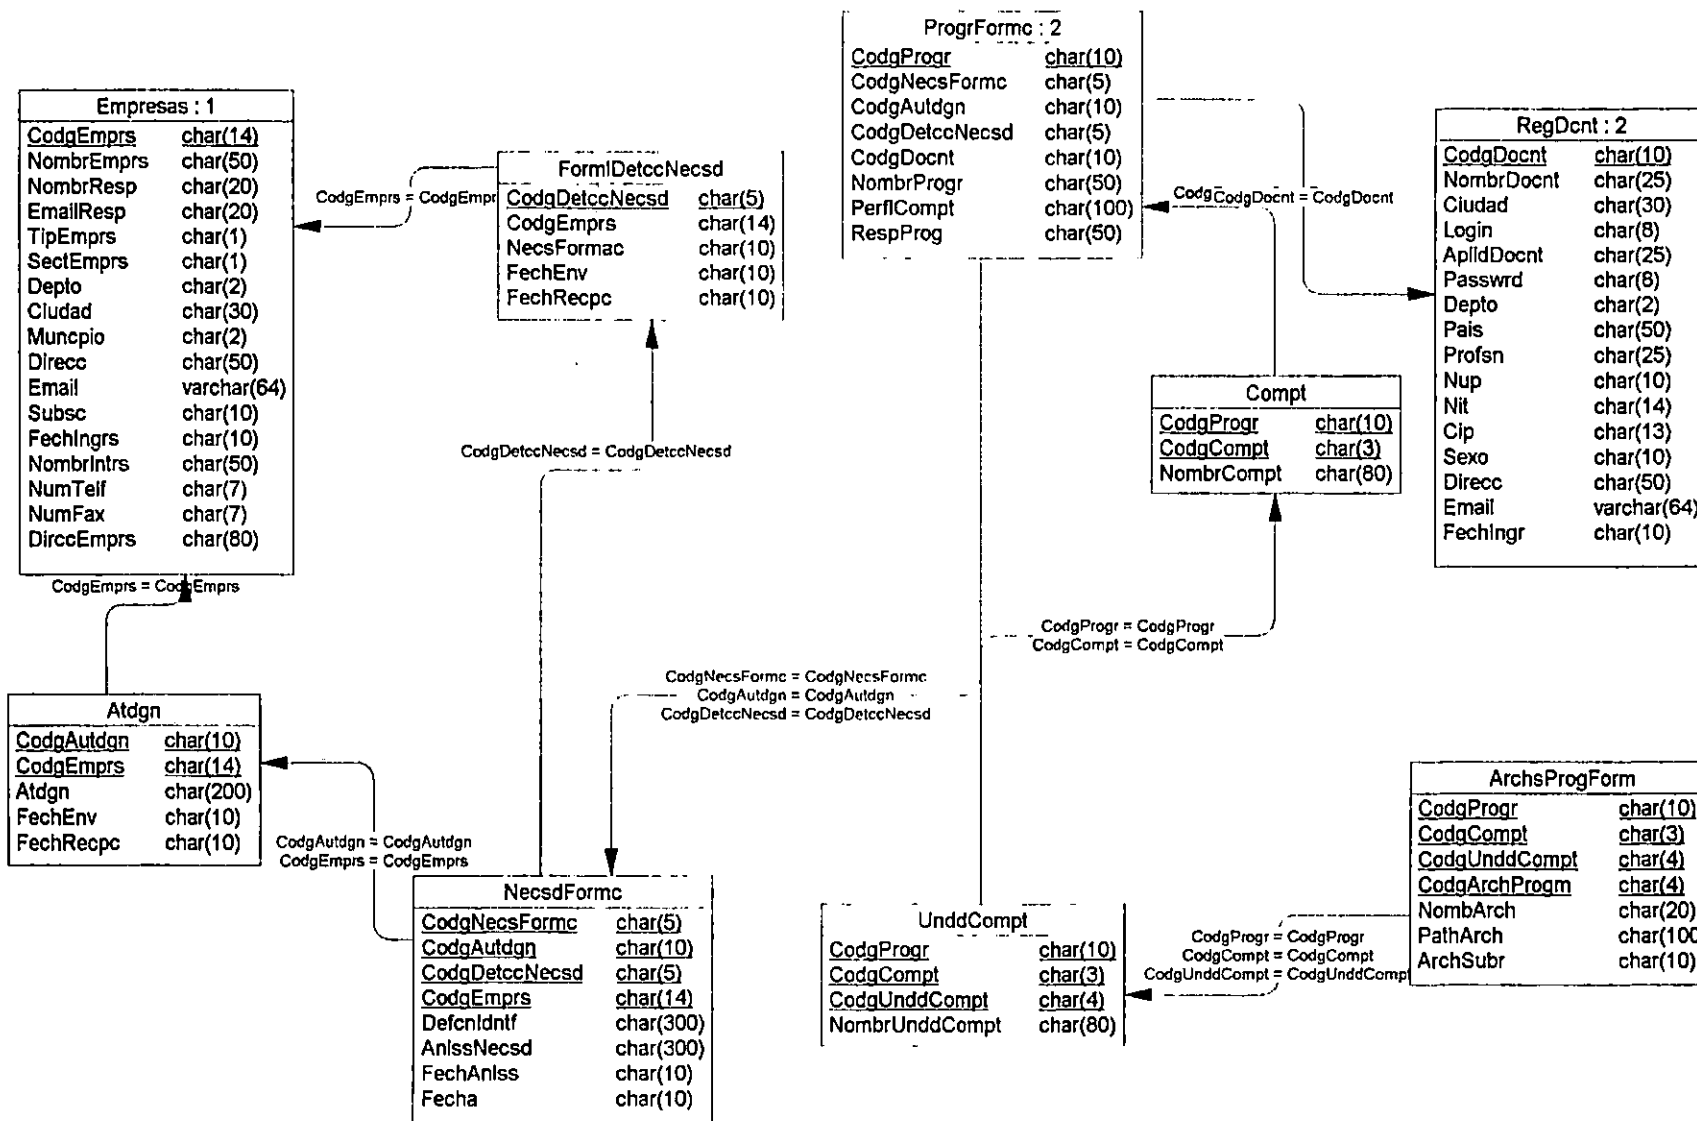 Empresas : 1
CodgEmprs char(14)
NombrEmprs char(50)
NombrResp char(20)
EmailResp char(20)
TipEmprs char(1)
SectEmprs char(1)
Depto char(2)
Ciudad char(30)
Muncpio char(2)
Direcc char(50)
Email varchar(64)
Subsc char(10)
FechIngrs char(10)
NombrIntrs char(50)
NumTelf char(7)
NumFax char(7)
DirccEmprs char(80)
CodgEmprs = CodgEmprs
CodgEmprs = CodgEmpr
FormlDetccNecsd
CodgDetccNecsd char(5)
CodgEmprs char(14)
NecsFormac char(10)
FechEnv char(10)
FechRecpc char(10)
CodgDetccNecsd = CodgDetccNecsd
ProgrFormc : 2
CodgProgr char(10)
CodgNecsFormc char(5)
CodgAutdgn char(10)
CodgDetccNecsd char(5)
CodgDocnt char(10)
NombrProgr char(50)
PerflCompt char(100)
RespProg char(50)
Codg CodgDocnt = CodgDocnt
RegDcnt : 2
CodgDocnt char(10)
NombrDocnt char(25)
Ciudad char(30)
Login char(8)
AplldDocnt char(25)
Passwrd char(8)
Depto char(2)
Pais char(50)
Profsn char(25)
Nup char(10)
Nit char(14)
Cip char(13)
Sexo char(10)
Direcc char(50)
Email varchar(64)
FechIngr char(10)
Compt
CodgProgr char(10)
CodgCompt char(3)
NombrCompt char(80)
CodgProgr = CodgProgr
CodgCompt = CodgCompt
CodgNecsFormc = CodgNecsFormc
CodgAutdgn = CodgAutdgn
CodgDetccNecsd = CodgDetccNecsd
Atdgn
CodgAutdgn char(10)
CodgEmprs char(14)
Atdgn char(200)
FechEnv char(10)
FechRecpc char(10)
CodgAutdgn = CodgAutdgn
CodgEmprs = CodgEmprs
NecsdFormc
CodgNecsFormc char(5)
CodgAutdgn char(10)
CodgDetccNecsd char(5)
CodgEmprs char(14)
DefcnIdntf char(300)
AnlssNecsd char(300)
FechAnlss char(10)
Fecha char(10)
UnddCompt
CodgProgr char(10)
CodgCompt char(3)
CodgUnddCompt char(4)
NombrUnddCompt char(80)
CodgProgr = CodgProgr
CodgCompt = CodgCompt
CodgUnddCompt = CodgUnddCompt
ArchsProgForm
CodgProgr char(10)
CodgCompt char(3)
CodgUnddCompt char(4)
CodgArchProgm char(4)
NombArch char(20)
PathArch char(100
ArchSubr char(10)